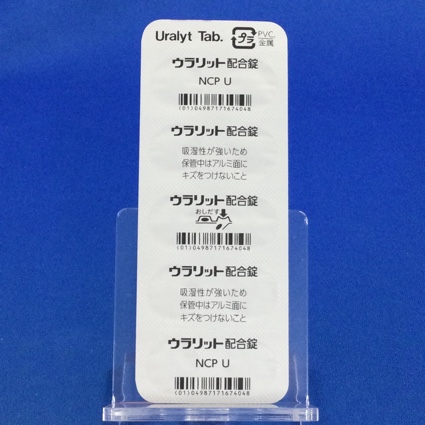 Uralyt Tab.
プラ
PVC,
金属
ウラリット配合錠
NCP U
(01)04987171674048
ウラリット配合錠
吸湿性が強いため
保管中はアルミ面に
キズをつけないこと
ウラリット配合錠
おしだす
(01)04987171674048
ウラリット配合錠
吸湿性が強いため
保管中はアルミ面に
キズをつけないこと
ウラリット配合錠
NCP U
(01)04987171674048